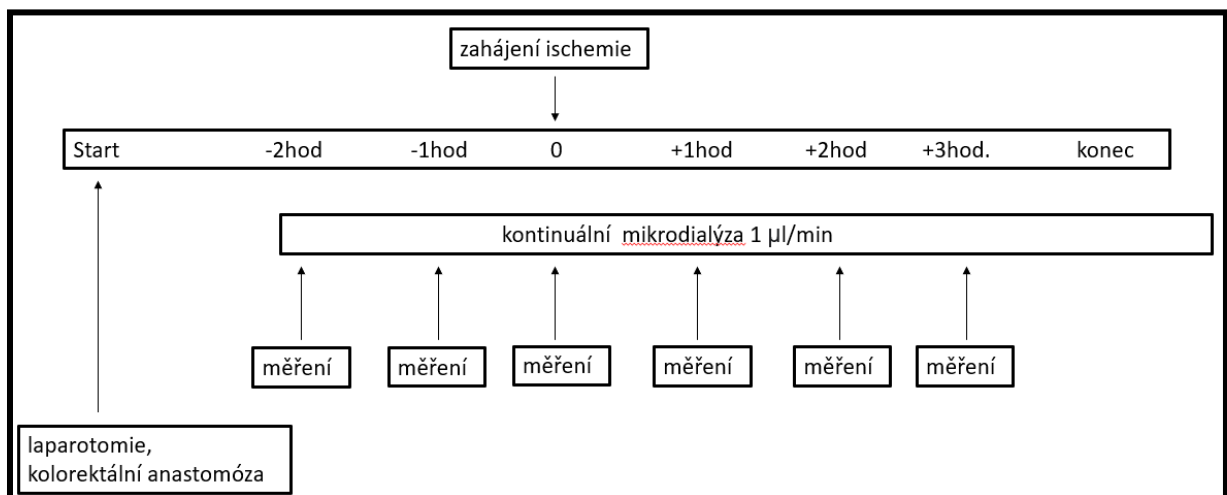 zahájení ischemie
Start -2hod -1hod 0 +1hod +2hod +3hod. konec
kontinuální mikrodialýza 1 µl/min
měření měření měření měření měření měření
laparotomie,
kolorektální anastomóza